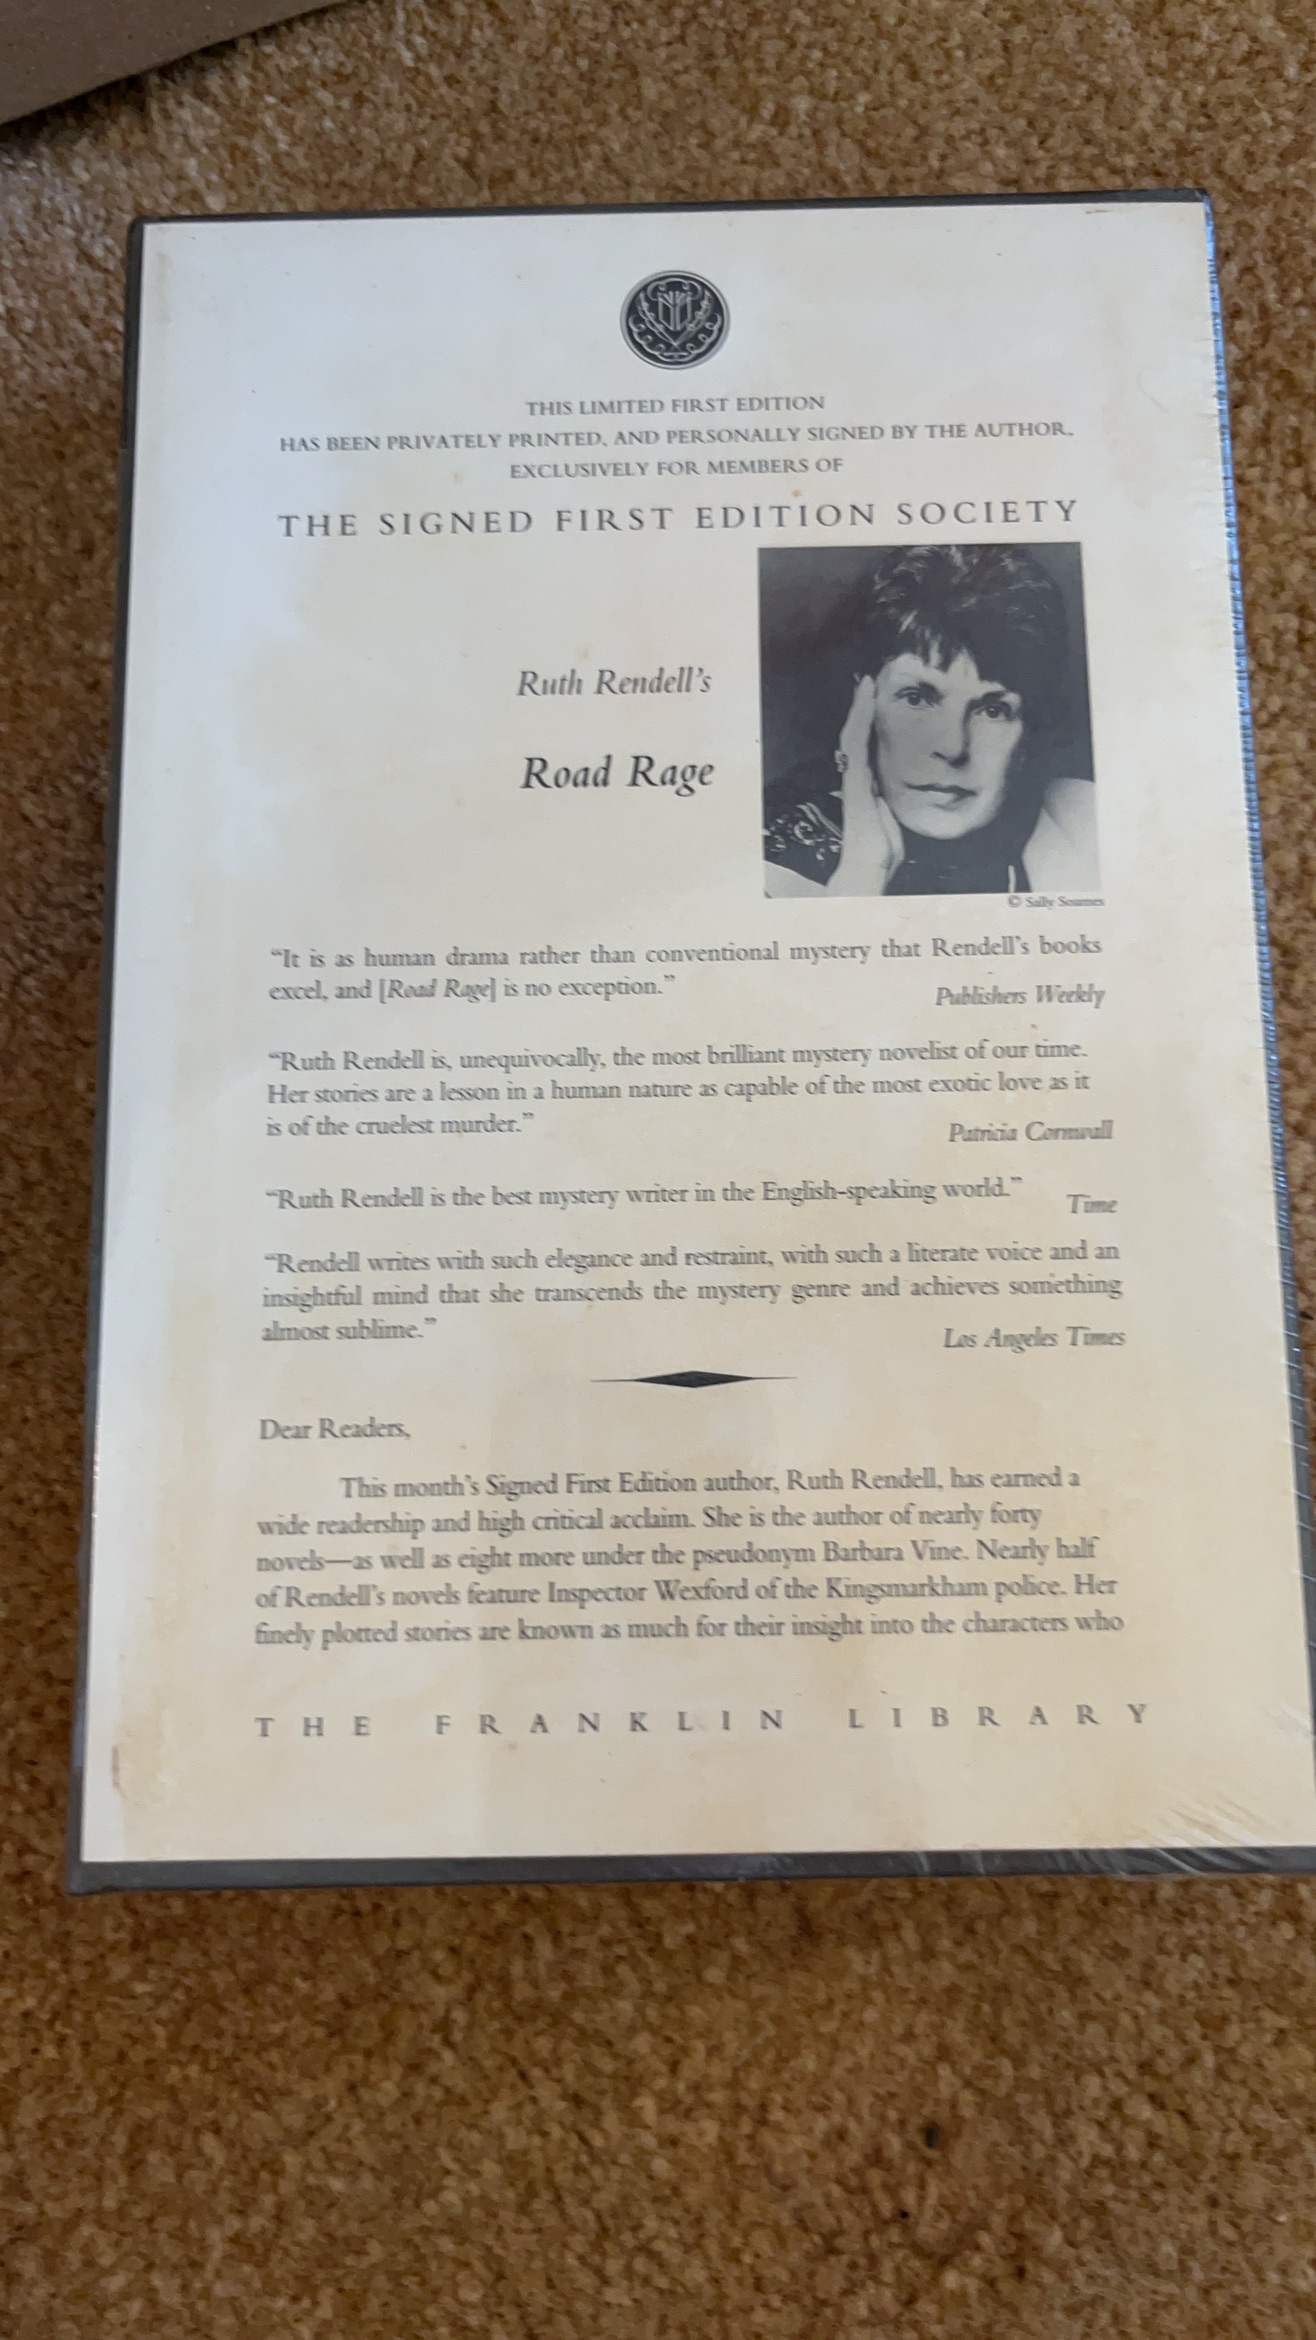 THIS LIMITED FIRST EDITION
HAS BEEN PRIVATELY PRINTED, AND PERSONALLY SIGNED BY THE AUTHOR,
EXCLUSIVELY FOR MEMBERS OF
THE SIGNED FIRST EDITION SOCIETY
Ruth Rendell's
Road Rage
© Sally Soames
“It is as human drama rather than conventional mystery that Rendell's books
excel, and [Road Rage] is no exception.”
Publishers Weekly
“Ruth Rendell is, unequivocally, the most brilliant mystery novelist of our time.
Her stories are a lesson in a human nature as capable of the most exotic love as it
is of the cruelest murder.”
Patricia Cornwall
“Ruth Rendell is the best mystery writer in the English-speaking world.”
Time
“Rendell writes with such elegance and restraint, with such a literate voice and an
insightful mind that she transcends the mystery genre and achieves something
almost sublime.”
Los Angeles Times
Dear Readers,
This month's Signed First Edition author, Ruth Rendell, has earned a
wide readership and high critical acclaim. She is the author of nearly forty
novels—as well as eight more under the pseudonym Barbara Vine. Nearly half
of Rendell's novels feature Inspector Wexford of the Kingsmarkham police. Her
finely plotted stories are known as much for their insight into the characters who
THE FRANKLIN LIBRARY